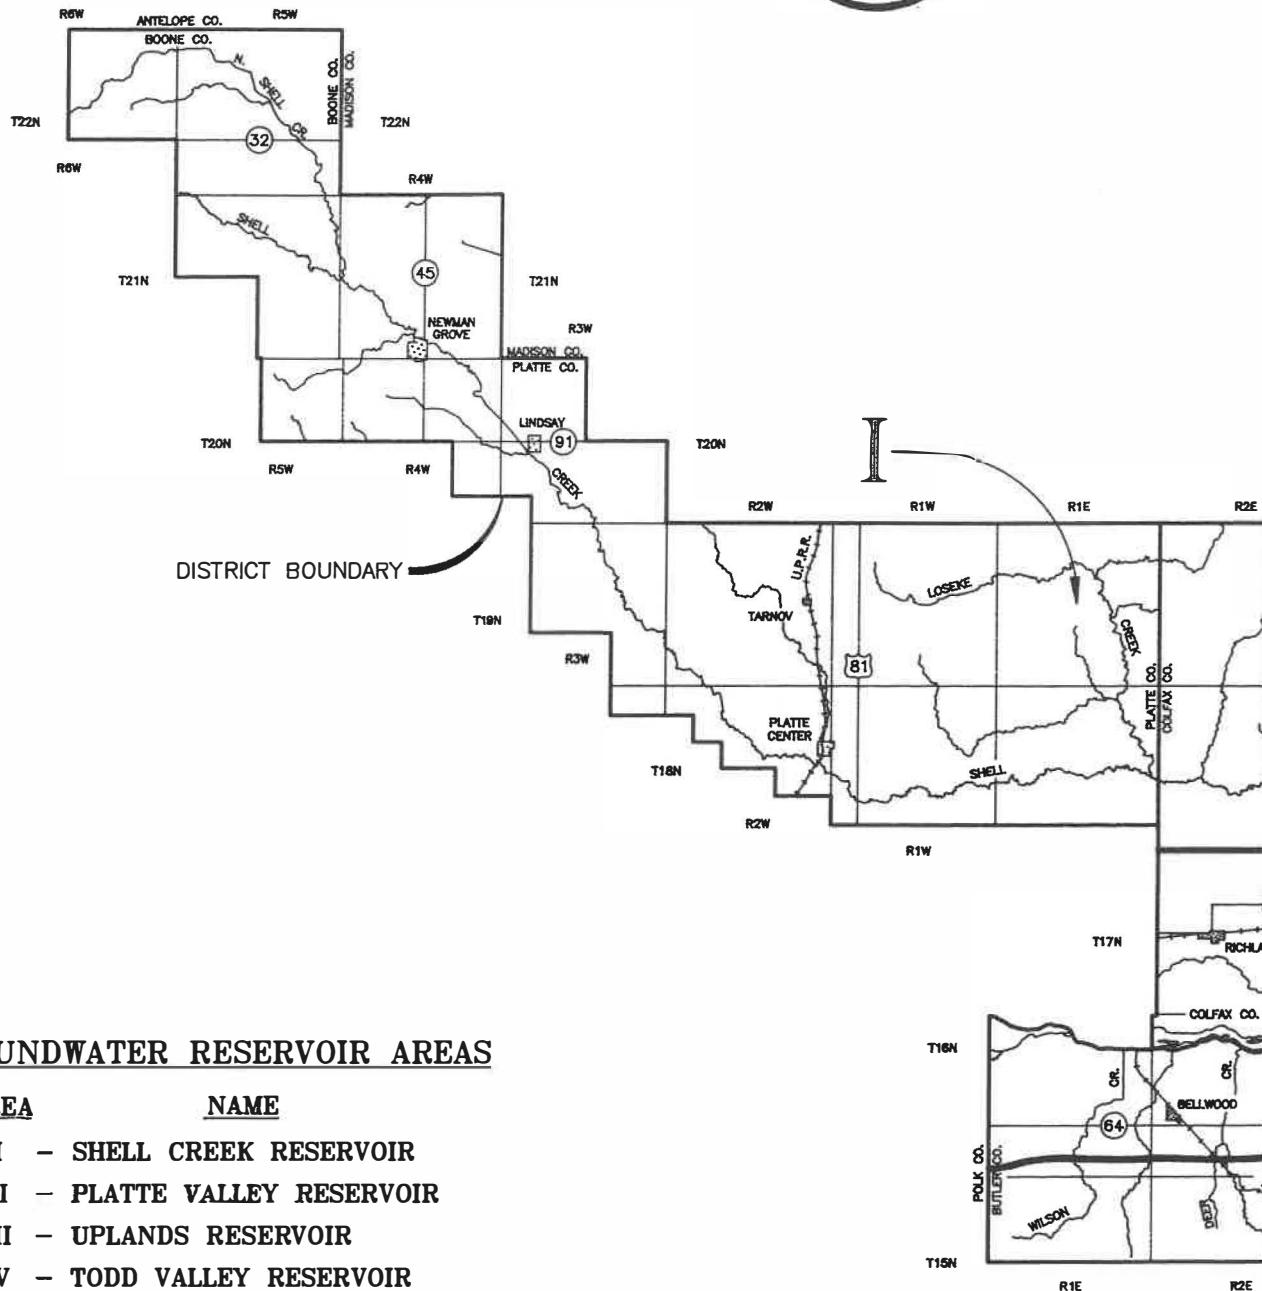 R6W
ANTELOPE CO.
R5W
BOONE CO.
N.
SHELL
CR.
BOONE CO.
MADISON CO.
T22N
T22N
32
R6W
R4W
SHELL
T21N
45
T21N
NEWMAN
GROVE
R3W
MADISON CO.
PLATTE CO.
LINDSAY
91
T20N
T20N
R5W
R4W
CREEK
I
R2W
R1W
R1E
R2E
DISTRICT BOUNDARY
U.P.R.R.
LOSEKE
TARNOV
T19N
CREEK
R3W
81
PLATTE CO.
COLFAX CO.
PLATTE
CENTER
T18N
SHELL
R2W
R1W
T17N
RICHLA
COLFAX CO.
UNDWATER RESERVOIR AREAS
T16N
CR.
CR.
EA
NAME
BELLWOOD
64
I – SHELL CREEK RESERVOIR
POLK CO.
BUTLER CO.
I – PLATTE VALLEY RESERVOIR
WILSON
DEER
II – UPLANDS RESERVOIR
V – TODD VALLEY RESERVOIR
T15N
R1E
R2E